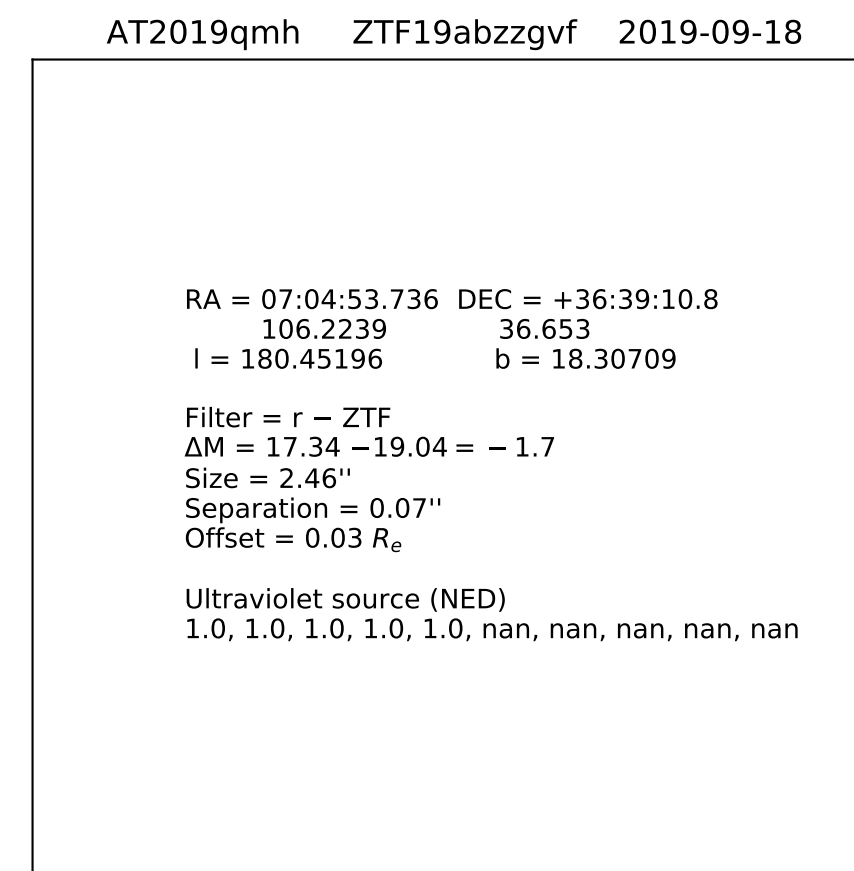 AT2019qmh ZTF19abzzgvf 2019-09-18
RA = 07:04:53.736 DEC = +36:39:10.8
106.2239 36.653
l = 180.45196 b = 18.30709
Filter = r − ZTF
ΔM = 17.34 −19.04 = − 1.7
Size = 2.46''
Separation = 0.07''
Offset = 0.03 Re
Ultraviolet source (NED)
1.0, 1.0, 1.0, 1.0, 1.0, nan, nan, nan, nan, nan